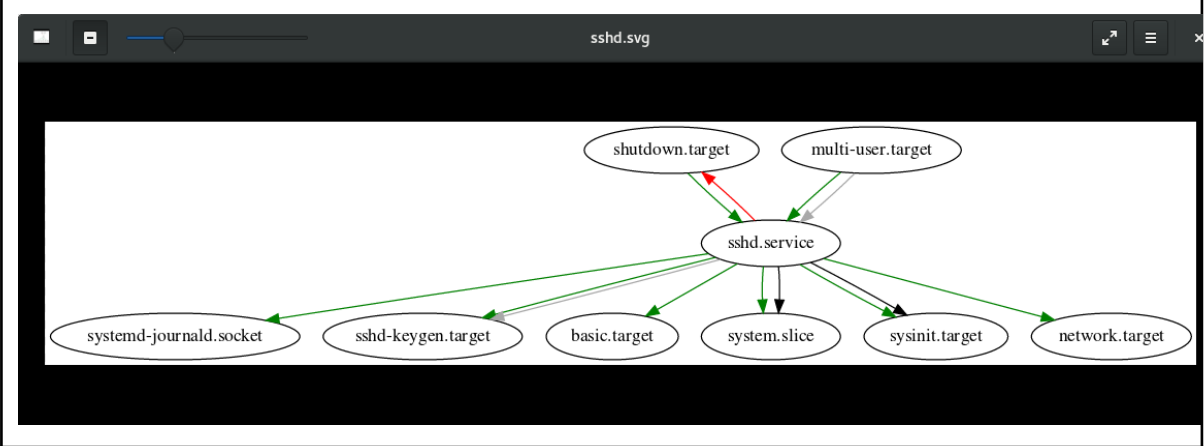 sshd.svg
shutdown.target
multi-user.target
sshd.service
systemd-journald.socket
sshd-keygen.target
basic.target
system.slice
sysinit.target
network.target